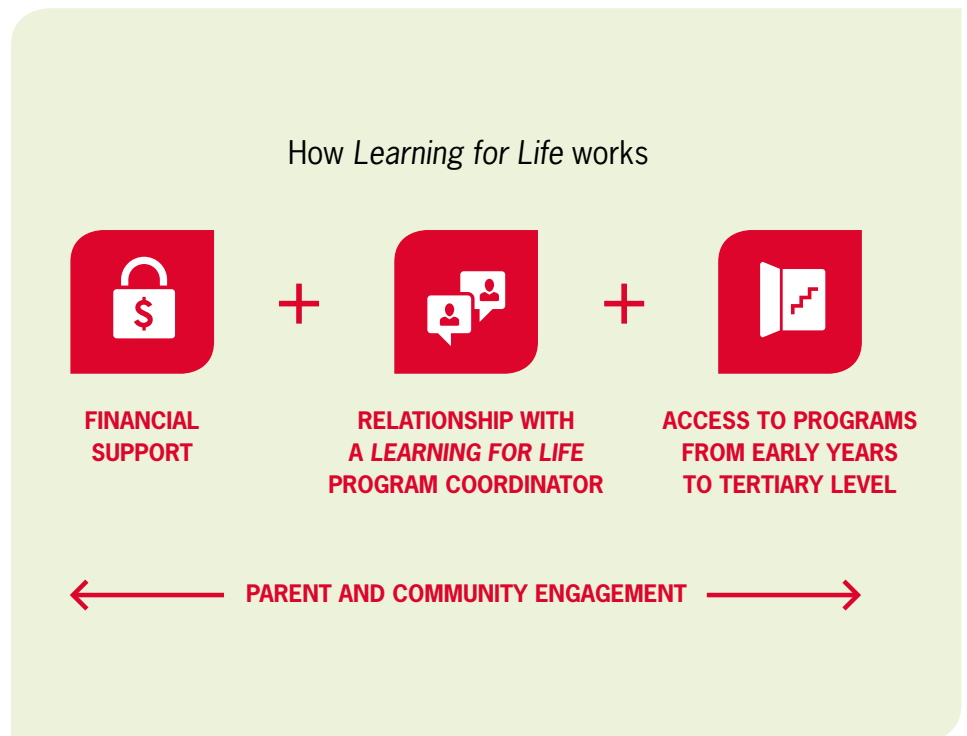 How Learning for Life works
$
FINANCIAL
SUPPORT
RELATIONSHIP WITH
A LEARNING FOR LIFE
PROGRAM COORDINATOR
ACCESS TO PROGRAMS
FROM EARLY YEARS
TO TERTIARY LEVEL
PARENT AND COMMUNITY ENGAGEMENT